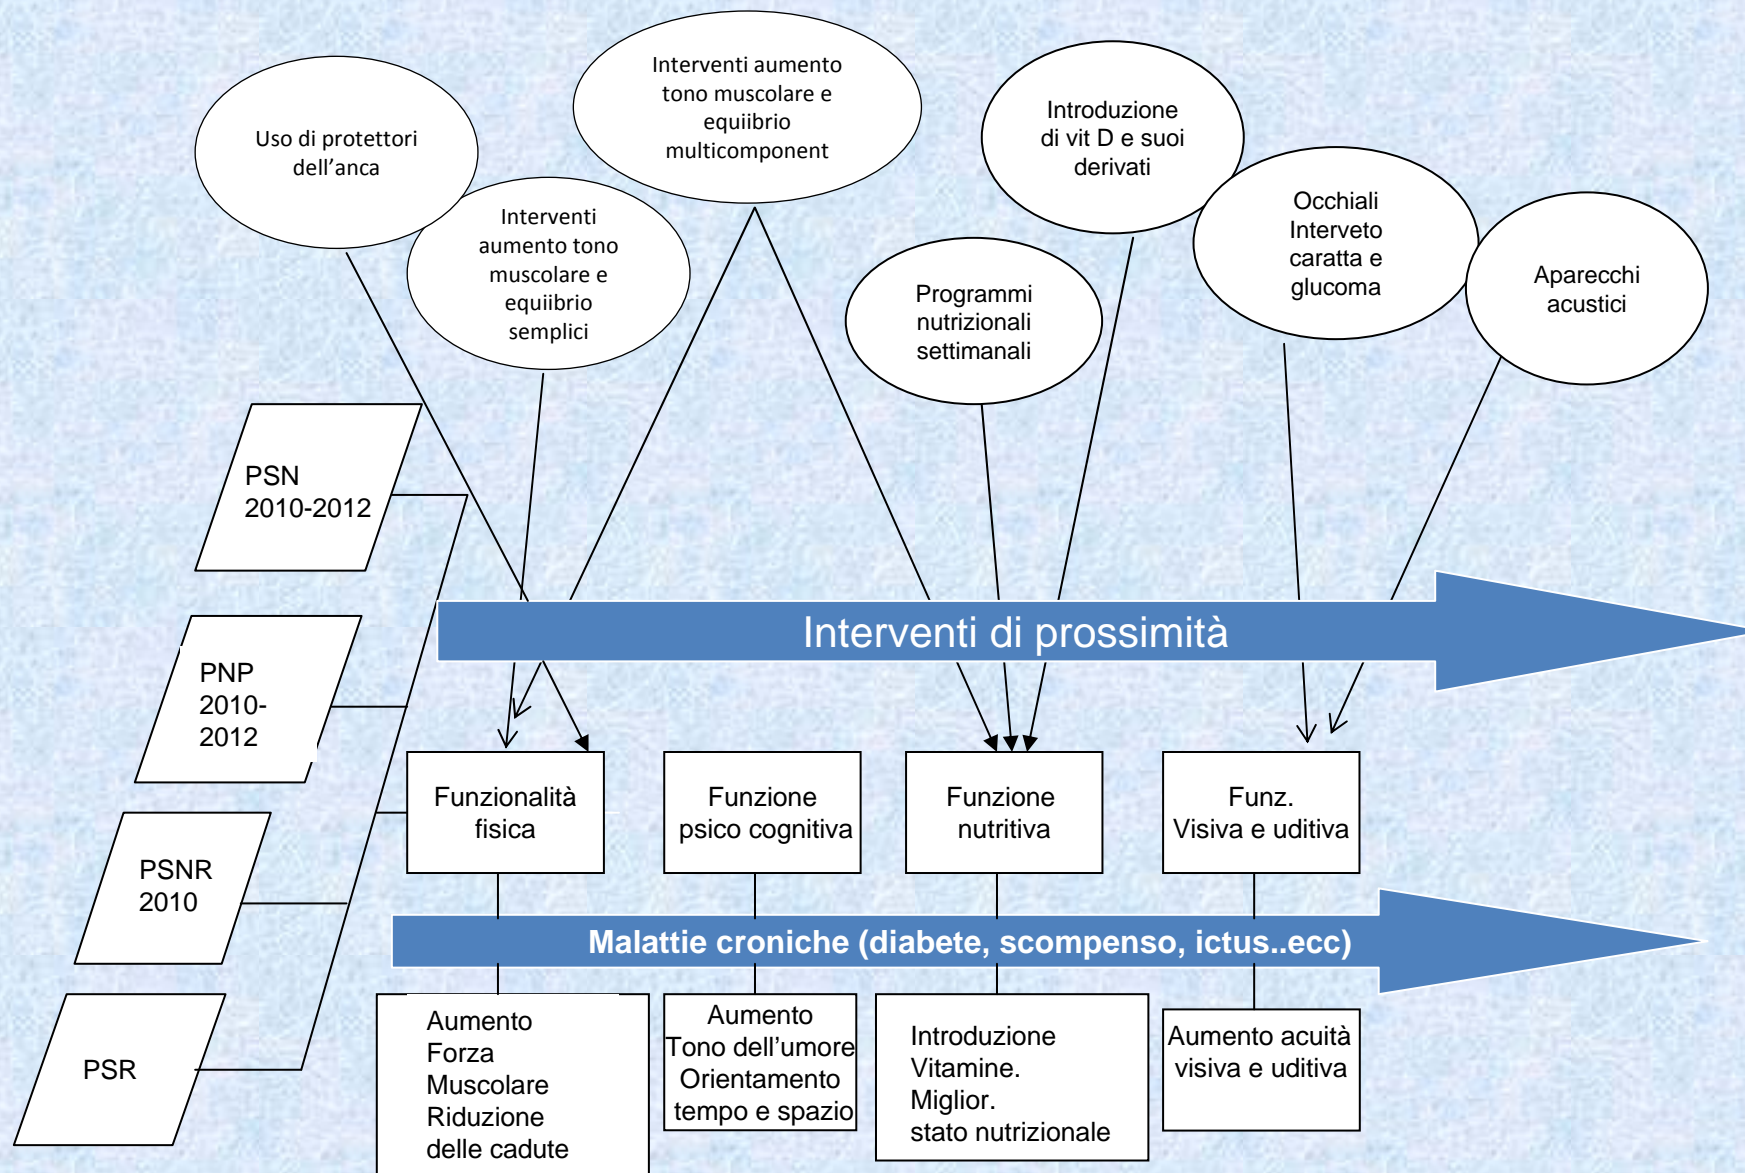 Uso di protettori
dell’anca
Interventi
aumento tono
muscolare e
equiibrio
semplici
Interventi aumento
tono muscolare e
equiibrio
multicomponent
Programmi
nutrizionali
settimanali
Introduzione
di vit D e suoi
derivati
Occhiali
Interveto
caratta e
glucoma
Aparecchi
acustici
PSN
2010-2012
PNP
2010-
2012
PSNR
2010
PSR
Interventi di prossimità
Funzionalità
fisica
Funzione
psico cognitiva
Funzione
nutritiva
Funz.
Visiva e uditiva
Malattie croniche (diabete, scompenso, ictus..ecc)
Aumento
Forza
Muscolare
Riduzione
delle cadute
Aumento
Tono dell’umore
Orientamento
tempo e spazio
Introduzione
Vitamine.
Miglior.
stato nutrizionale
Aumento acuità
visiva e uditiva